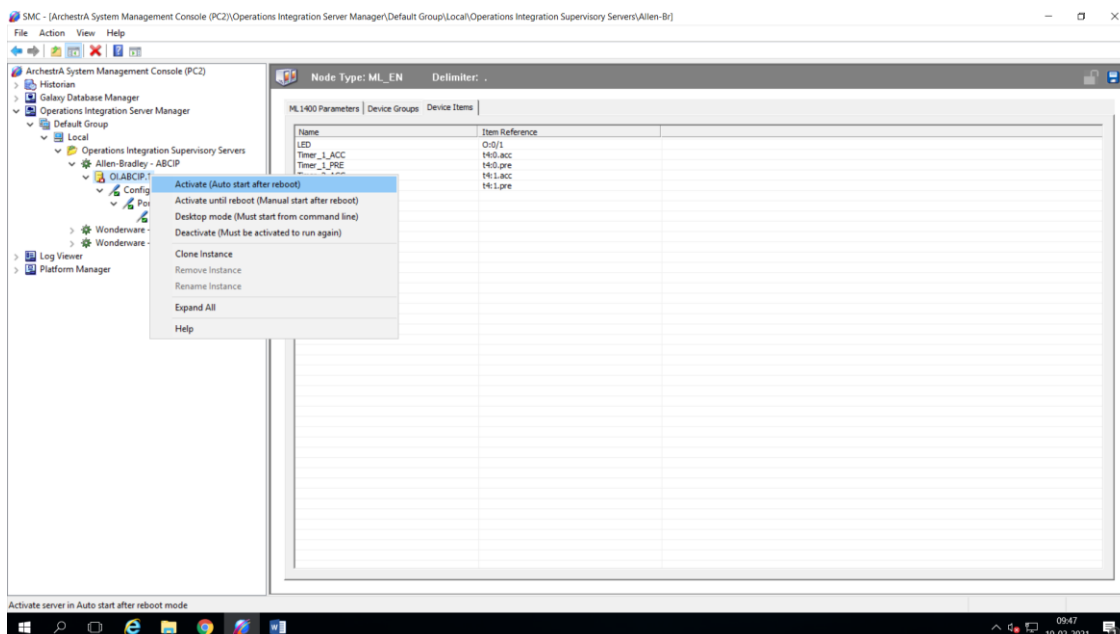 SMC - [ArchestrA System Management Console (PC2)\Operations Integration Server Manager\Default Group\Local\Operations Integration Supervisory Servers\Allen-Br]
File Action View Help
ArchestrA System Management Console (PC2)
Historian
Galaxy Database Manager
Operations Integration Server Manager
Default Group
Local
Operations Integration Supervisory Servers
Allen-Bradley - ABCIP
OI.ABCIP.
Config
Po
Wonderware -
Wonderware -
Log Viewer
Platform Manager
Activate (Auto start after reboot)
Activate until reboot (Manual start after reboot)
Desktop mode (Must start from command line)
Deactivate (Must be activated to run again)
Clone Instance
Remove Instance
Rename Instance
Expand All
Help
Node Type: ML_EN Delimiter: .
ML1400 Parameters Device Groups Device Items
Name Item Reference
LED O:0/1
Timer_1_ACC t4:0.acc
Timer_1_PRE t4:0.pre
t4:1.acc
t4:1.pre
Activate server in Auto start after reboot mode
09:47